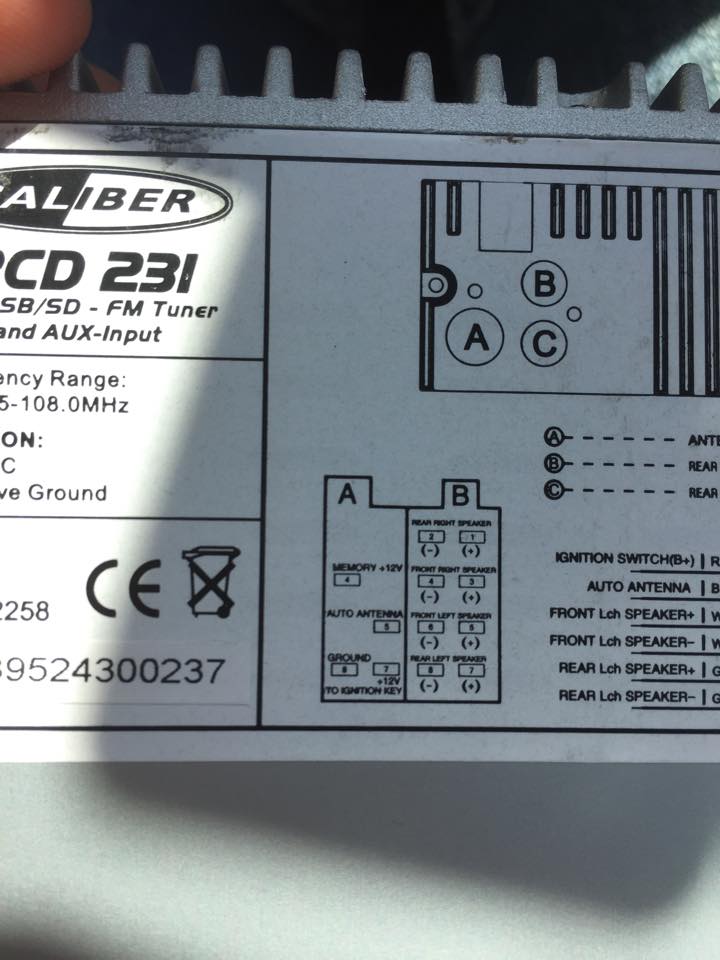 ALIBER
CD 231
SB/SD - FM Tuner
and AUX-Input
ency Range:
5-108.0MHz
ON:
C
ve Ground
2258
CE
39524300237
B
A
C
A ANTE
B REAR
C REAR
A
B
REAR RIGHT SPEAKER
2 1
(-) (+)
MEMORY +12V
4
FRONT RIGHT SPEAKER
4 3
(-) (+)
AUTO ANTENNA
5
FRONT LEFT SPEAKER
6 5
(-) (+)
GROUND
8 7
+12V
TO IGNITION KEY
REAR LEFT SPEAKER
8 7
(-) (+)
IGNITION SWITCH(B+) | R
AUTO ANTENNA | B
FRONT Lch SPEAKER+ | W
FRONT Lch SPEAKER- | W
REAR Lch SPEAKER+ | G
REAR Lch SPEAKER- | G